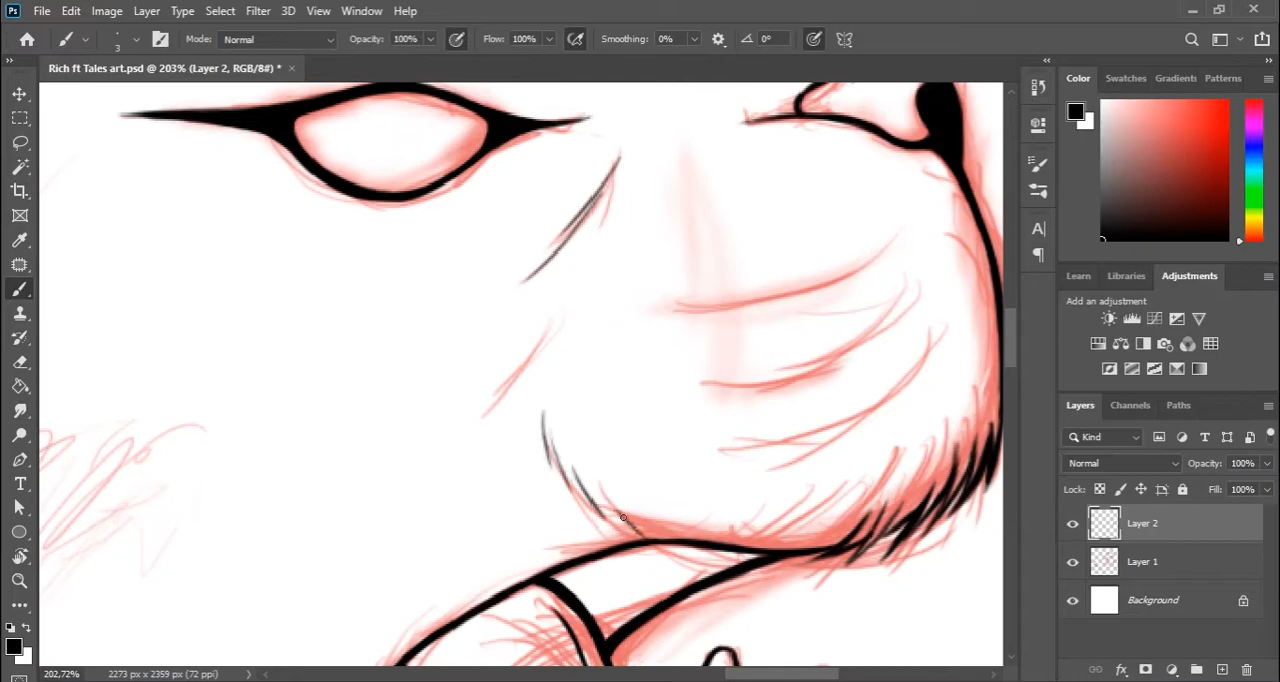 Ps File Edit Image Layer Type Select Filter 3D View Window Help
3 Mode: Normal Opacity: 100% Flow: 100% Smoothing: 0% 0°
Rich ft Tales art.psd @ 203% (Layer 2, RGB/8#) * ×
Color Swatches Gradients Patterns
Learn Libraries Adjustments
Add an adjustment
Layers Channels Paths
Kind
Normal Opacity: 100%
Lock: Fill: 100%
Layer 2
Layer 1
Background
202,72% 2273 px x 2359 px (72 ppi)